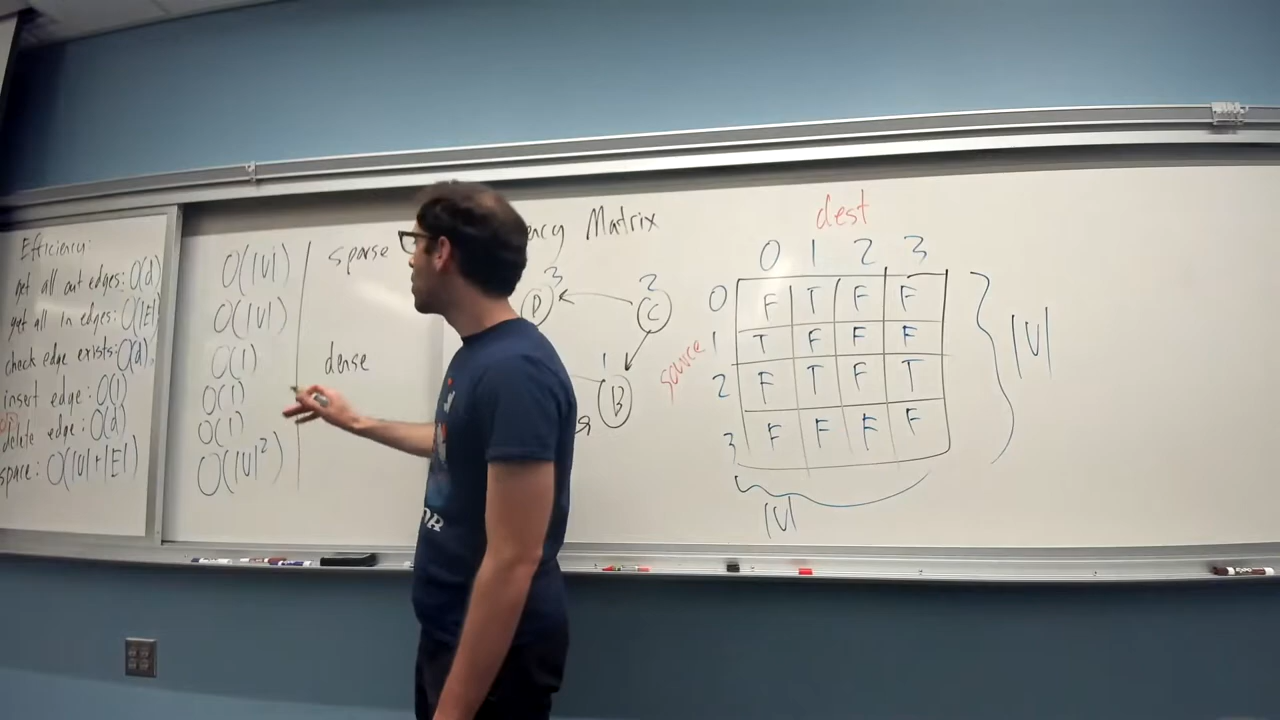 Efficiency:
get all out edges: O(d)
get all in edges: O(|E|)
check edge exists: O(d)
insert edge: O(1)
delete edge: O(d)
space: O(|V|+|E|)
O(|V|)
O(|V|)
O(1)
O(1)
O(1)
O(|V|²)
sparse
dense
ency Matrix
3
D
2
C
1
B
dest
0 1 2 3
source
0 F T F F
1 T F F F
2 F T F T
3 F F F F
|V|
|V|
OR